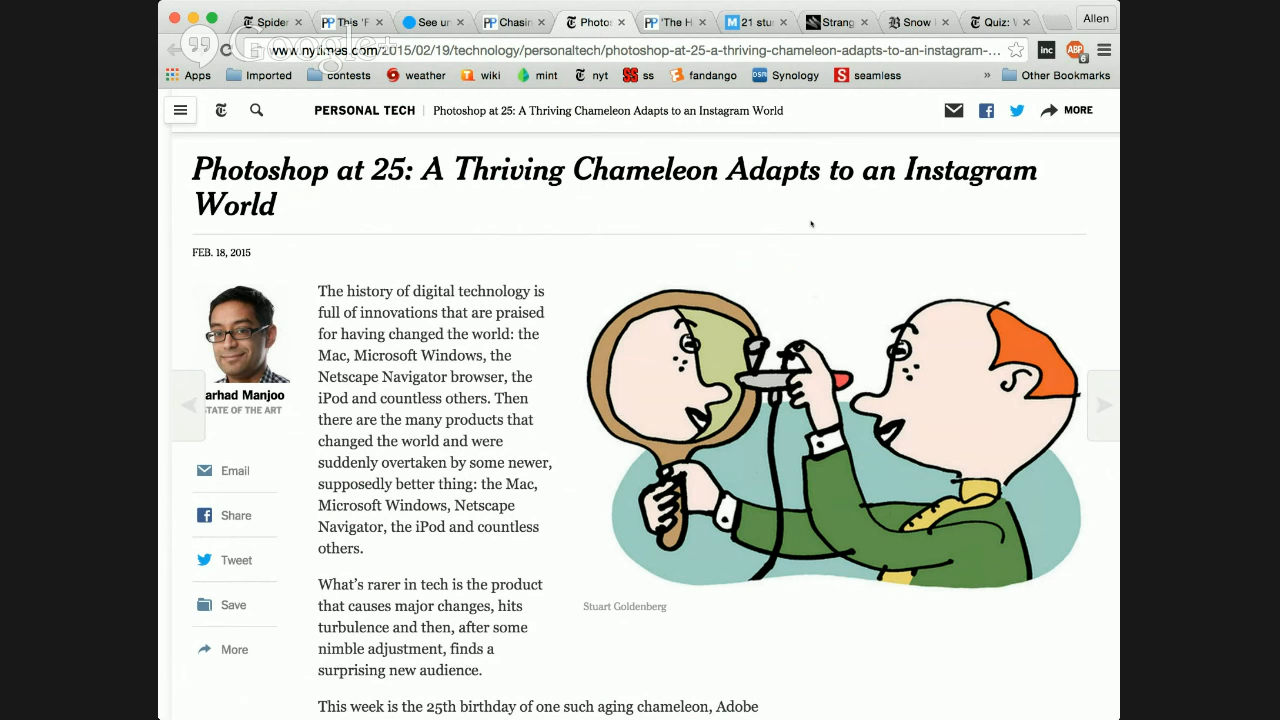 Spider
This 'F
See ur
Chasin
Photo
'The H
21 stu
Strang
Snow
Quiz: W
Allen
Google+
www.nytimes.com/2015/02/19/technology/personaltech/photoshop-at-25-a-thriving-chameleon-adapts-to-an-instagram-...
Inc
ABP
6
Apps
Imported
contests
weather
wiki
mint
nyt
ss
fandango
Synology
seamless
»
Other Bookmarks
PERSONAL TECH | Photoshop at 25: A Thriving Chameleon Adapts to an Instagram World
MORE
Photoshop at 25: A Thriving Chameleon Adapts to an Instagram
World
FEB. 18, 2015
arhad Manjoo
STATE OF THE ART
Email
Share
Tweet
Save
More
The history of digital technology is
full of innovations that are praised
for having changed the world: the
Mac, Microsoft Windows, the
Netscape Navigator browser, the
iPod and countless others. Then
there are the many products that
changed the world and were
suddenly overtaken by some newer,
supposedly better thing: the Mac,
Microsoft Windows, Netscape
Navigator, the iPod and countless
others.
What's rarer in tech is the product
that causes major changes, hits
turbulence and then, after some
nimble adjustment, finds a
surprising new audience.
This week is the 25th birthday of one such aging chameleon, Adobe
Stuart Goldenberg